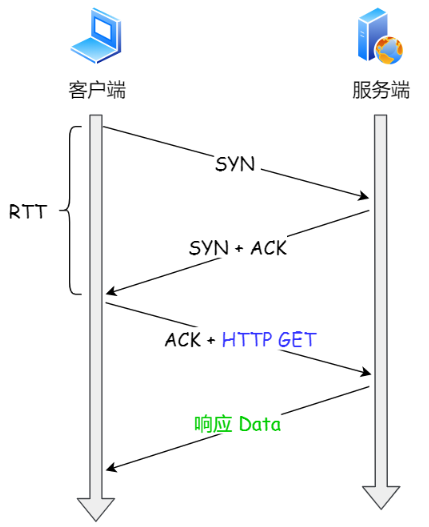 客户端
服务端
SYN
RTT
SYN + ACK
ACK + HTTP GET
响应 Data